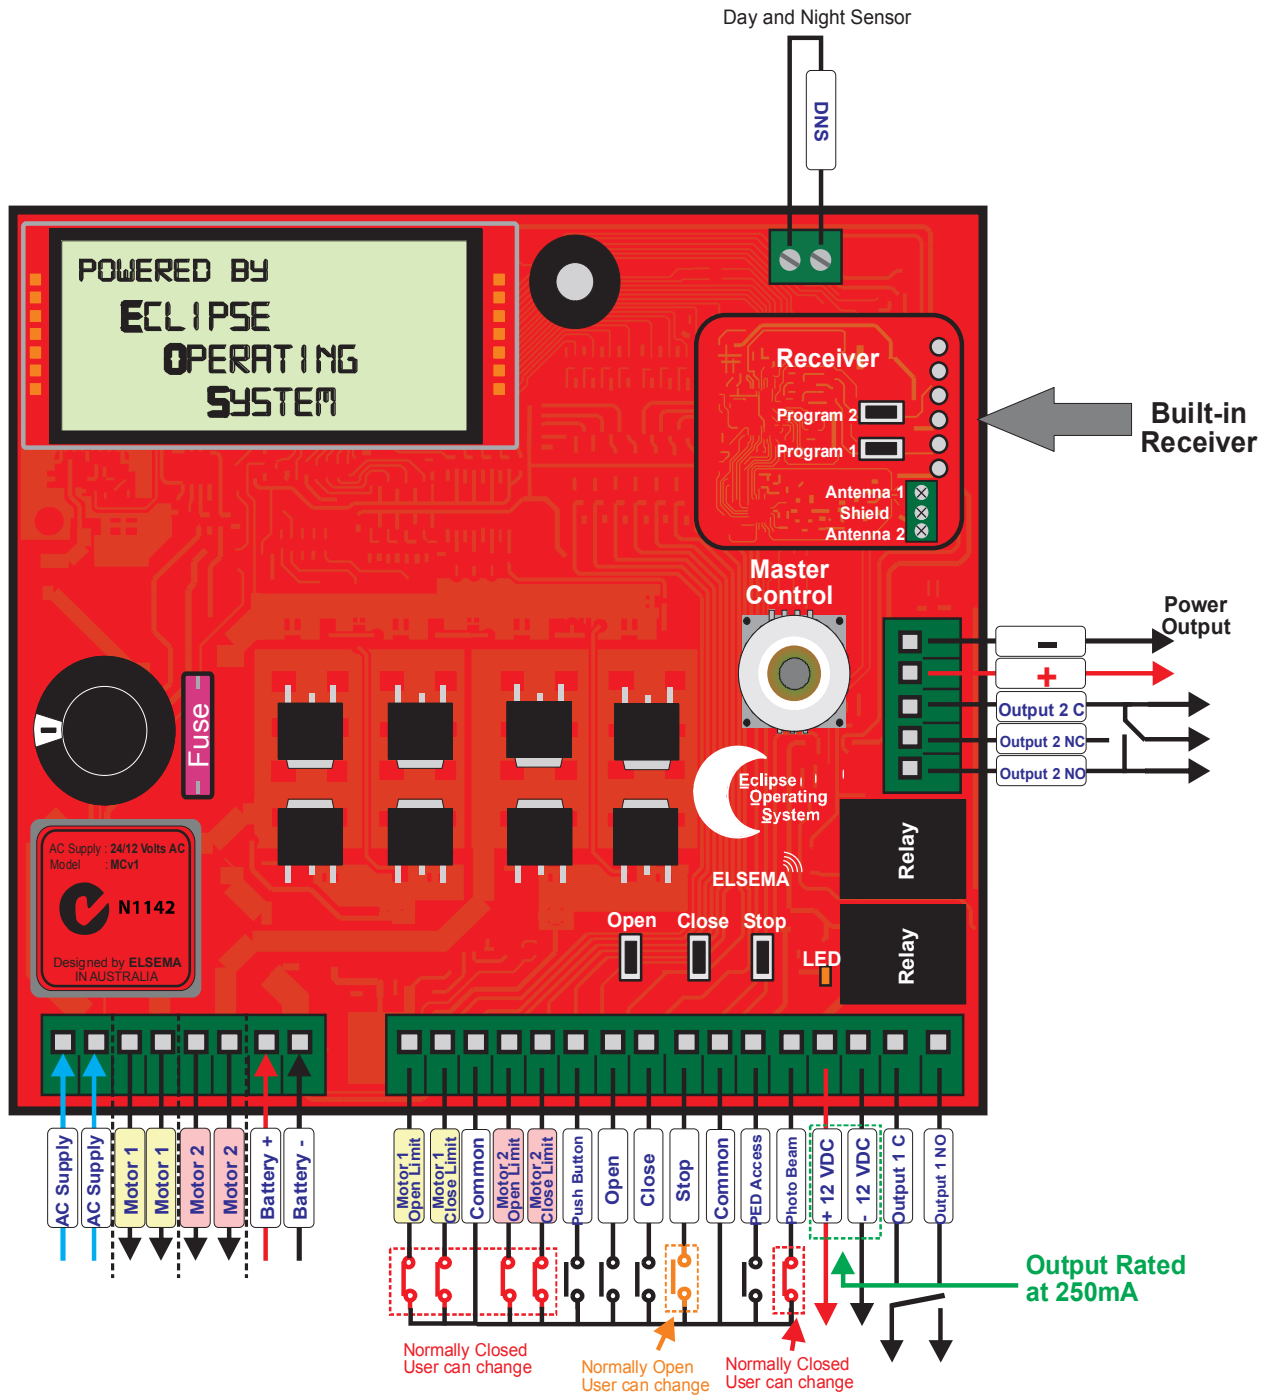 Day and Night Sensor
DNS
POWERED BY
ECLIPSE
OPERATING
SYSTEM
Receiver
Program 2
Program 1
Antenna 1
Shield
Antenna 2
Built-in
Receiver
Master
Control
Power
Output
-
+
Output 2 C
Output 2 NC
Output 2 NO
Fuse
Eclipse
Operating
System
ELSEMA
Relay
Relay
AC Supply : 24/12 Volts AC
Model : MCv1
N1142
Designed by ELSEMA
IN AUSTRALIA
Open
Close
Stop
LED
AC Supply
AC Supply
Motor 1
Motor 1
Motor 2
Motor 2
Battery +
Battery -
Motor 1
Open Limit
Motor 1
Close Limit
Common
Motor 2
Open Limit
Motor 2
Close Limit
Push Button
Open
Close
Stop
Common
PED Access
Photo Beam
+ 12 VDC
- 12 VDC
Output 1 C
Output 1 NO
Output Rated
at 250mA
Normally Closed
User can change
Normally Open
User can change
Normally Closed
User can change